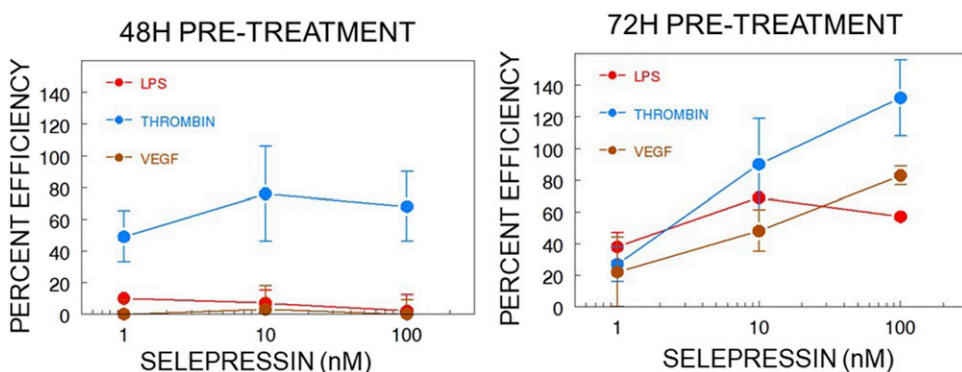 48H PRE-TREATMENT
PERCENT EFFICIENCY
140
120
100
80
60
40
20
0
LPS
THROMBIN
VEGF
1
10
100
SELEPRESSIN (nM)
72H PRE-TREATMENT
PERCENT EFFICIENCY
140
120
100
80
60
40
20
0
LPS
THROMBIN
VEGF
1
10
100
SELEPRESSIN (nM)